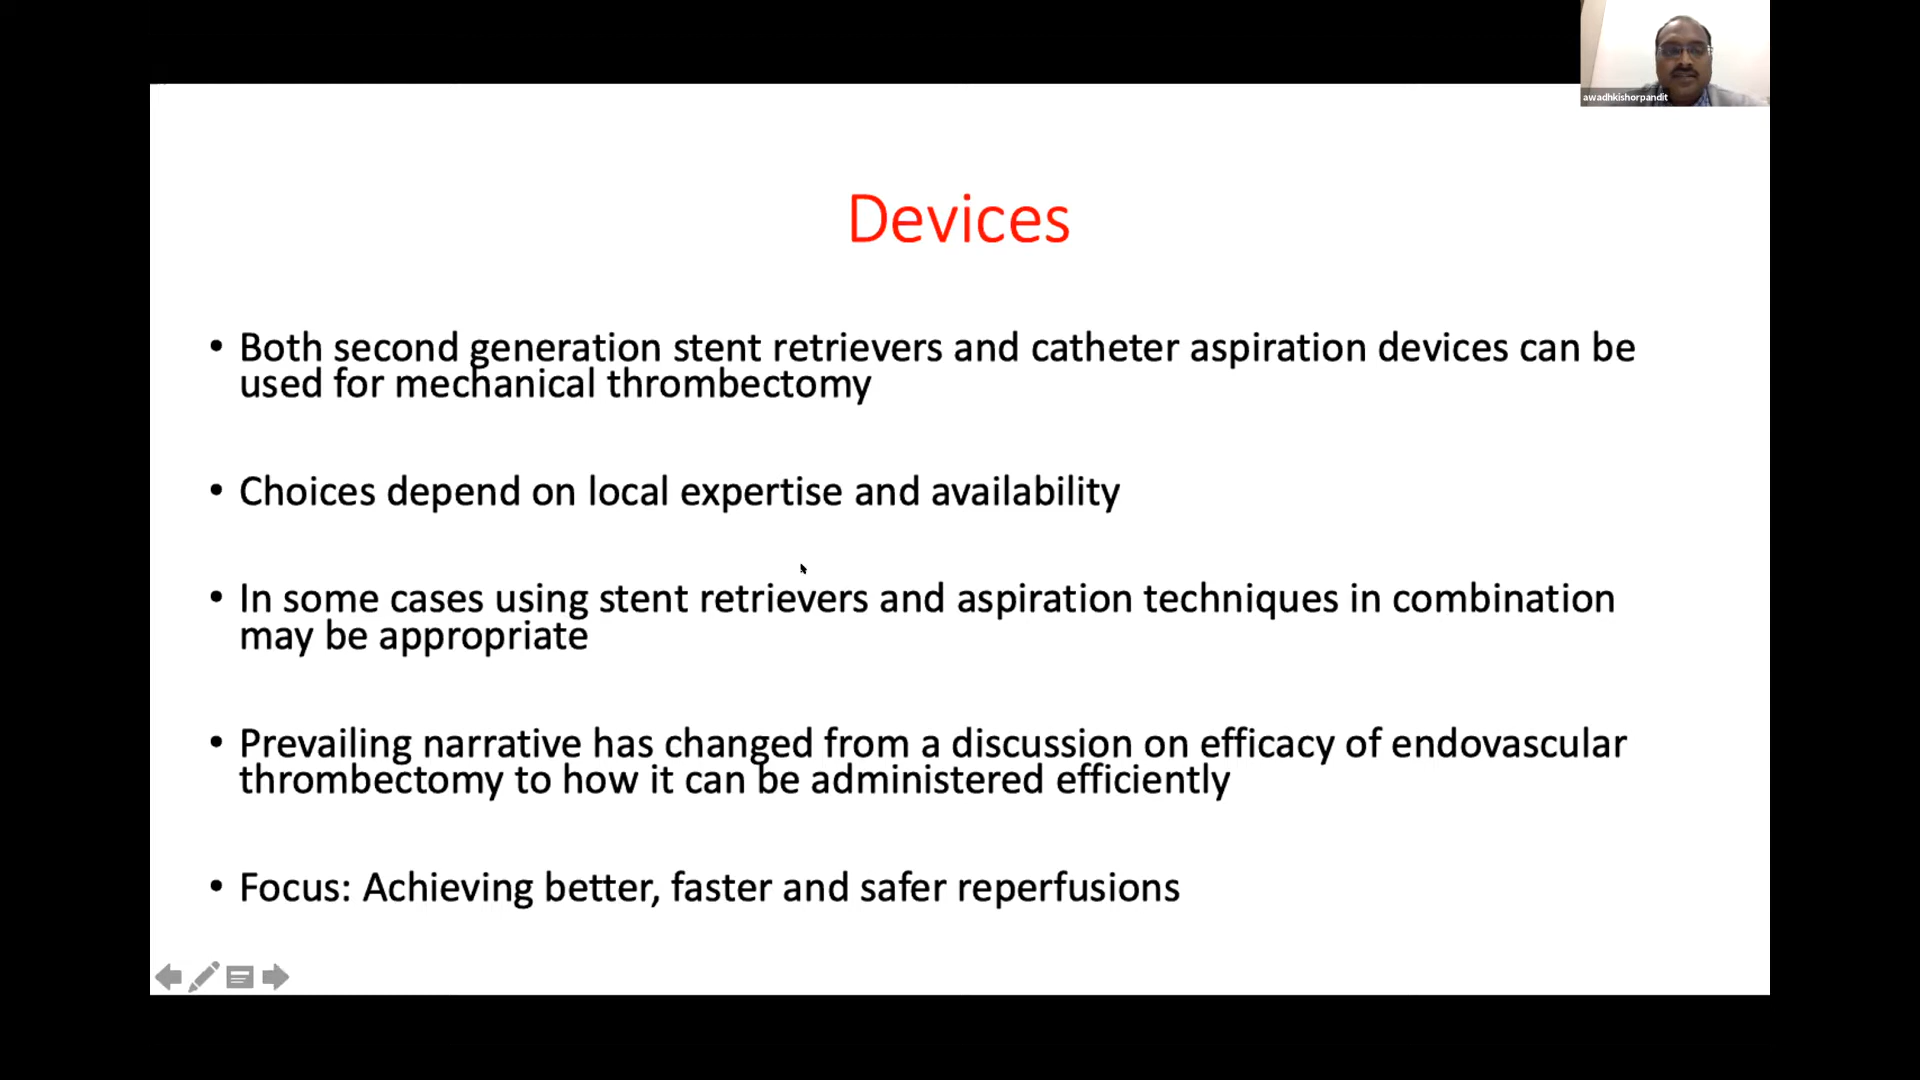 awadhkishorpandit
Devices
• Both second generation stent retrievers and catheter aspiration devices can be
used for mechanical thrombectomy
• Choices depend on local expertise and availability
• In some cases using stent retrievers and aspiration techniques in combination
may be appropriate
• Prevailing narrative has changed from a discussion on efficacy of endovascular
thrombectomy to how it can be administered efficiently
• Focus: Achieving better, faster and safer reperfusions